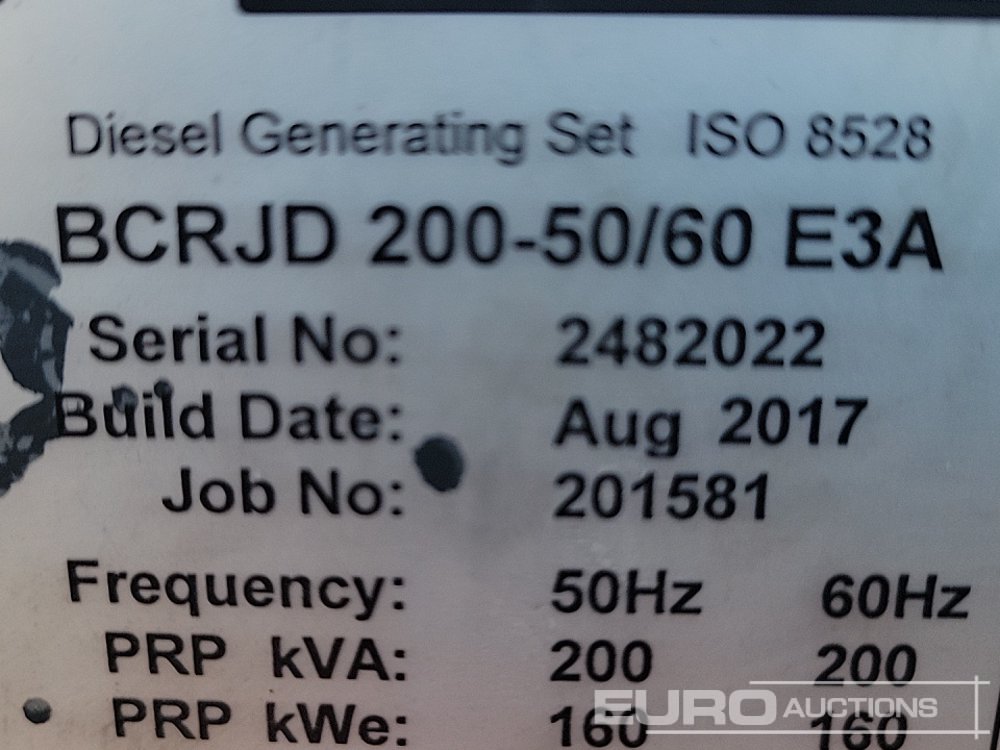 Diesel Generating Set ISO 8528
BCRJD 200-50/60 E3A
Serial No: 2482022
Build Date: Aug 2017
Job No: 201581
Frequency: 50Hz 60Hz
PRP kVA: 200 200
PRP kWe: 160 160
EURO AUCTIONS